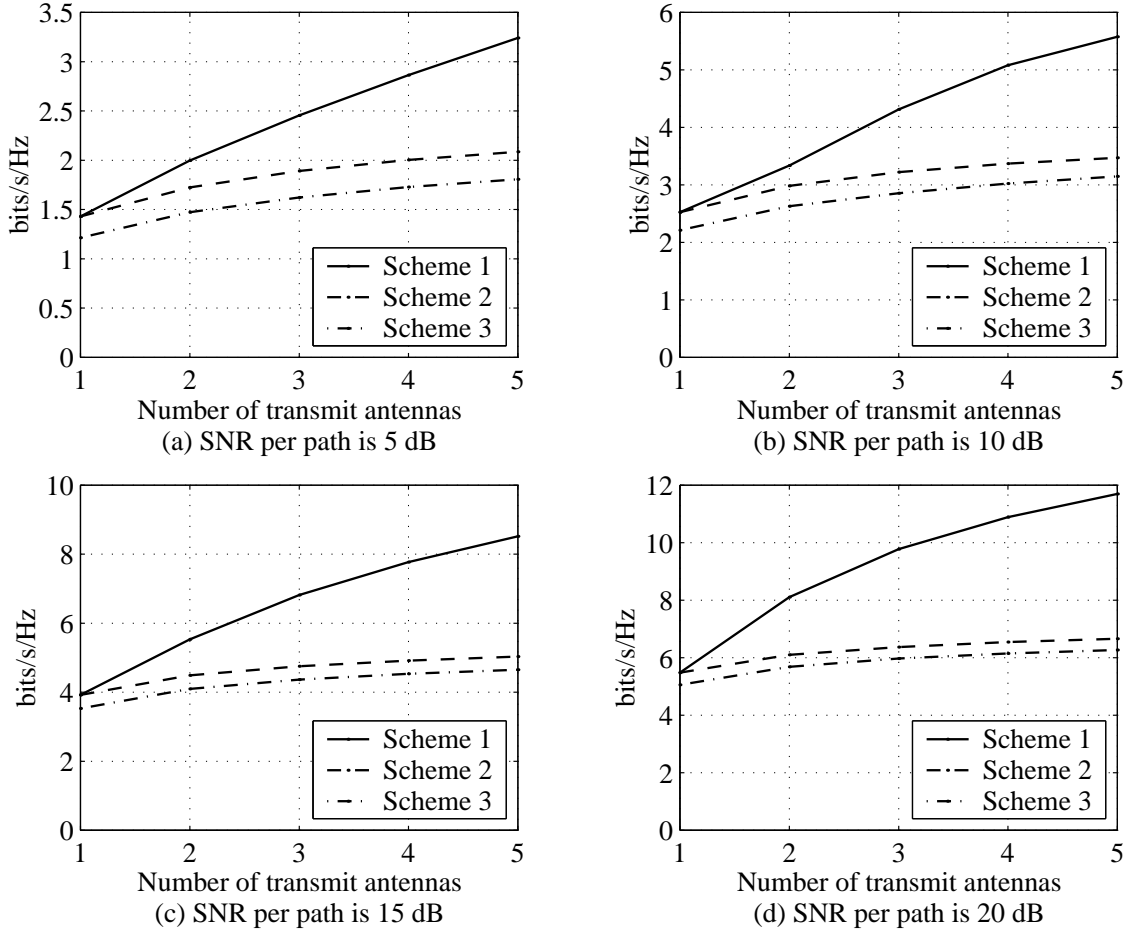 3.5
3
2.5
2
1.5
1
0.5
0
bits/s/Hz
Scheme 1
Scheme 2
Scheme 3
1 2 3 4 5
Number of transmit antennas
(a) SNR per path is 5 dB
6
5
4
3
2
1
0
bits/s/Hz
Scheme 1
Scheme 2
Scheme 3
1 2 3 4 5
Number of transmit antennas
(b) SNR per path is 10 dB
10
8
6
4
2
0
bits/s/Hz
Scheme 1
Scheme 2
Scheme 3
1 2 3 4 5
Number of transmit antennas
(c) SNR per path is 15 dB
12
10
8
6
4
2
0
bits/s/Hz
Scheme 1
Scheme 2
Scheme 3
1 2 3 4 5
Number of transmit antennas
(d) SNR per path is 20 dB